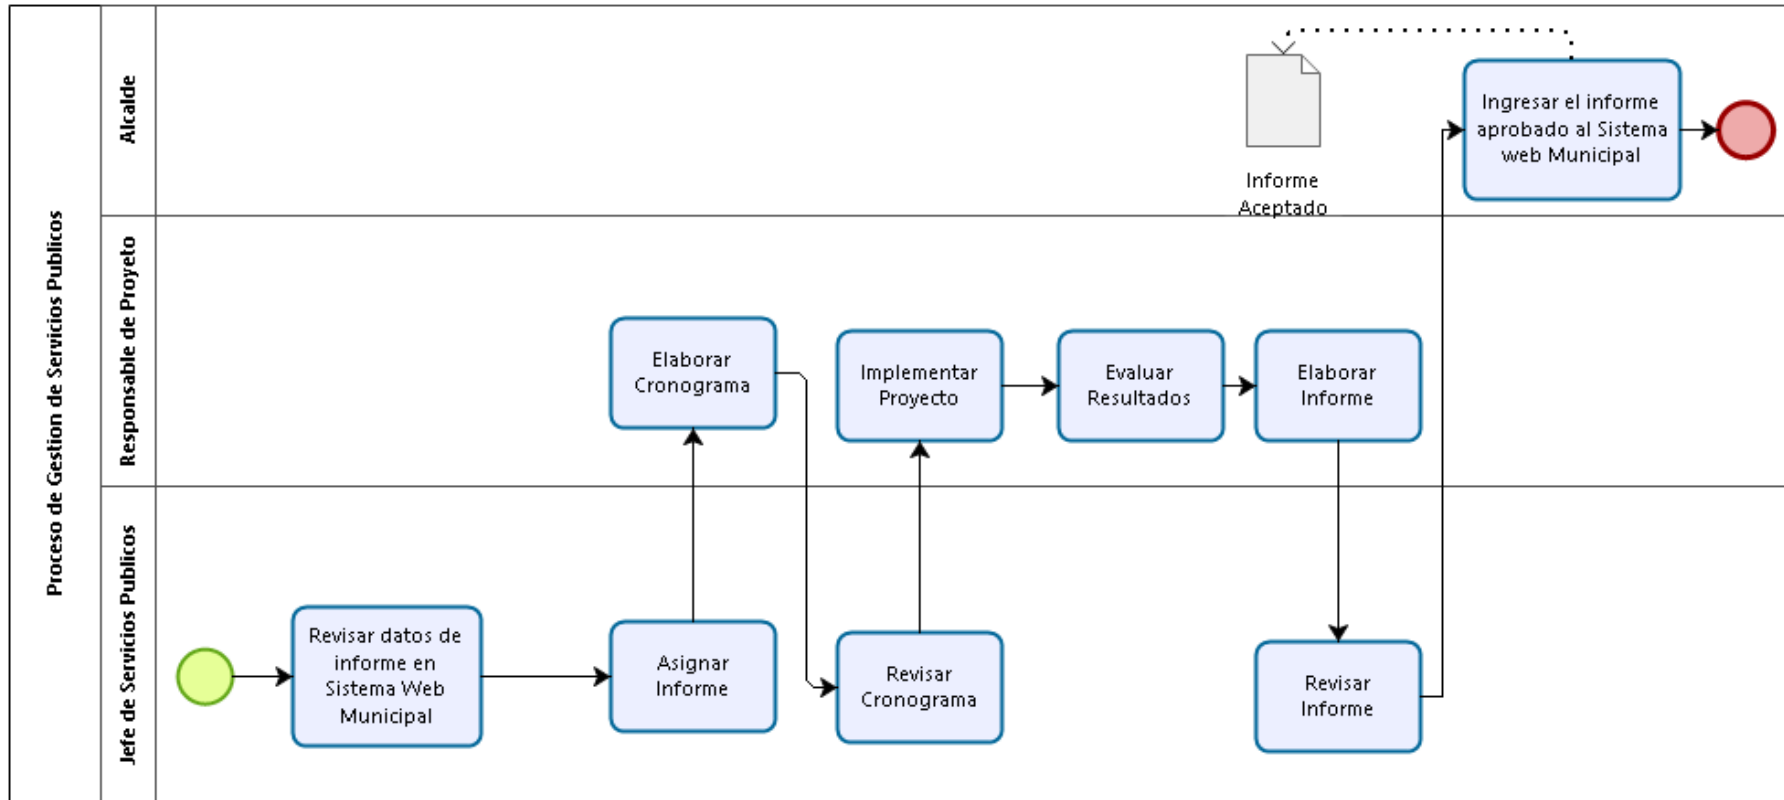 Proceso de Gestion de Servicios Publicos
Alcalde
Informe
Aceptado
Ingresar el informe
aprobado al Sistema
web Municipal
Responsable de Proyeto
Elaborar
Cronograma
Implementar
Proyecto
Evaluar
Resultados
Elaborar
Informe
Jefe de Servicios Publicos
Revisar datos de
informe en
Sistema Web
Municipal
Asignar
Informe
Revisar
Cronograma
Revisar
Informe